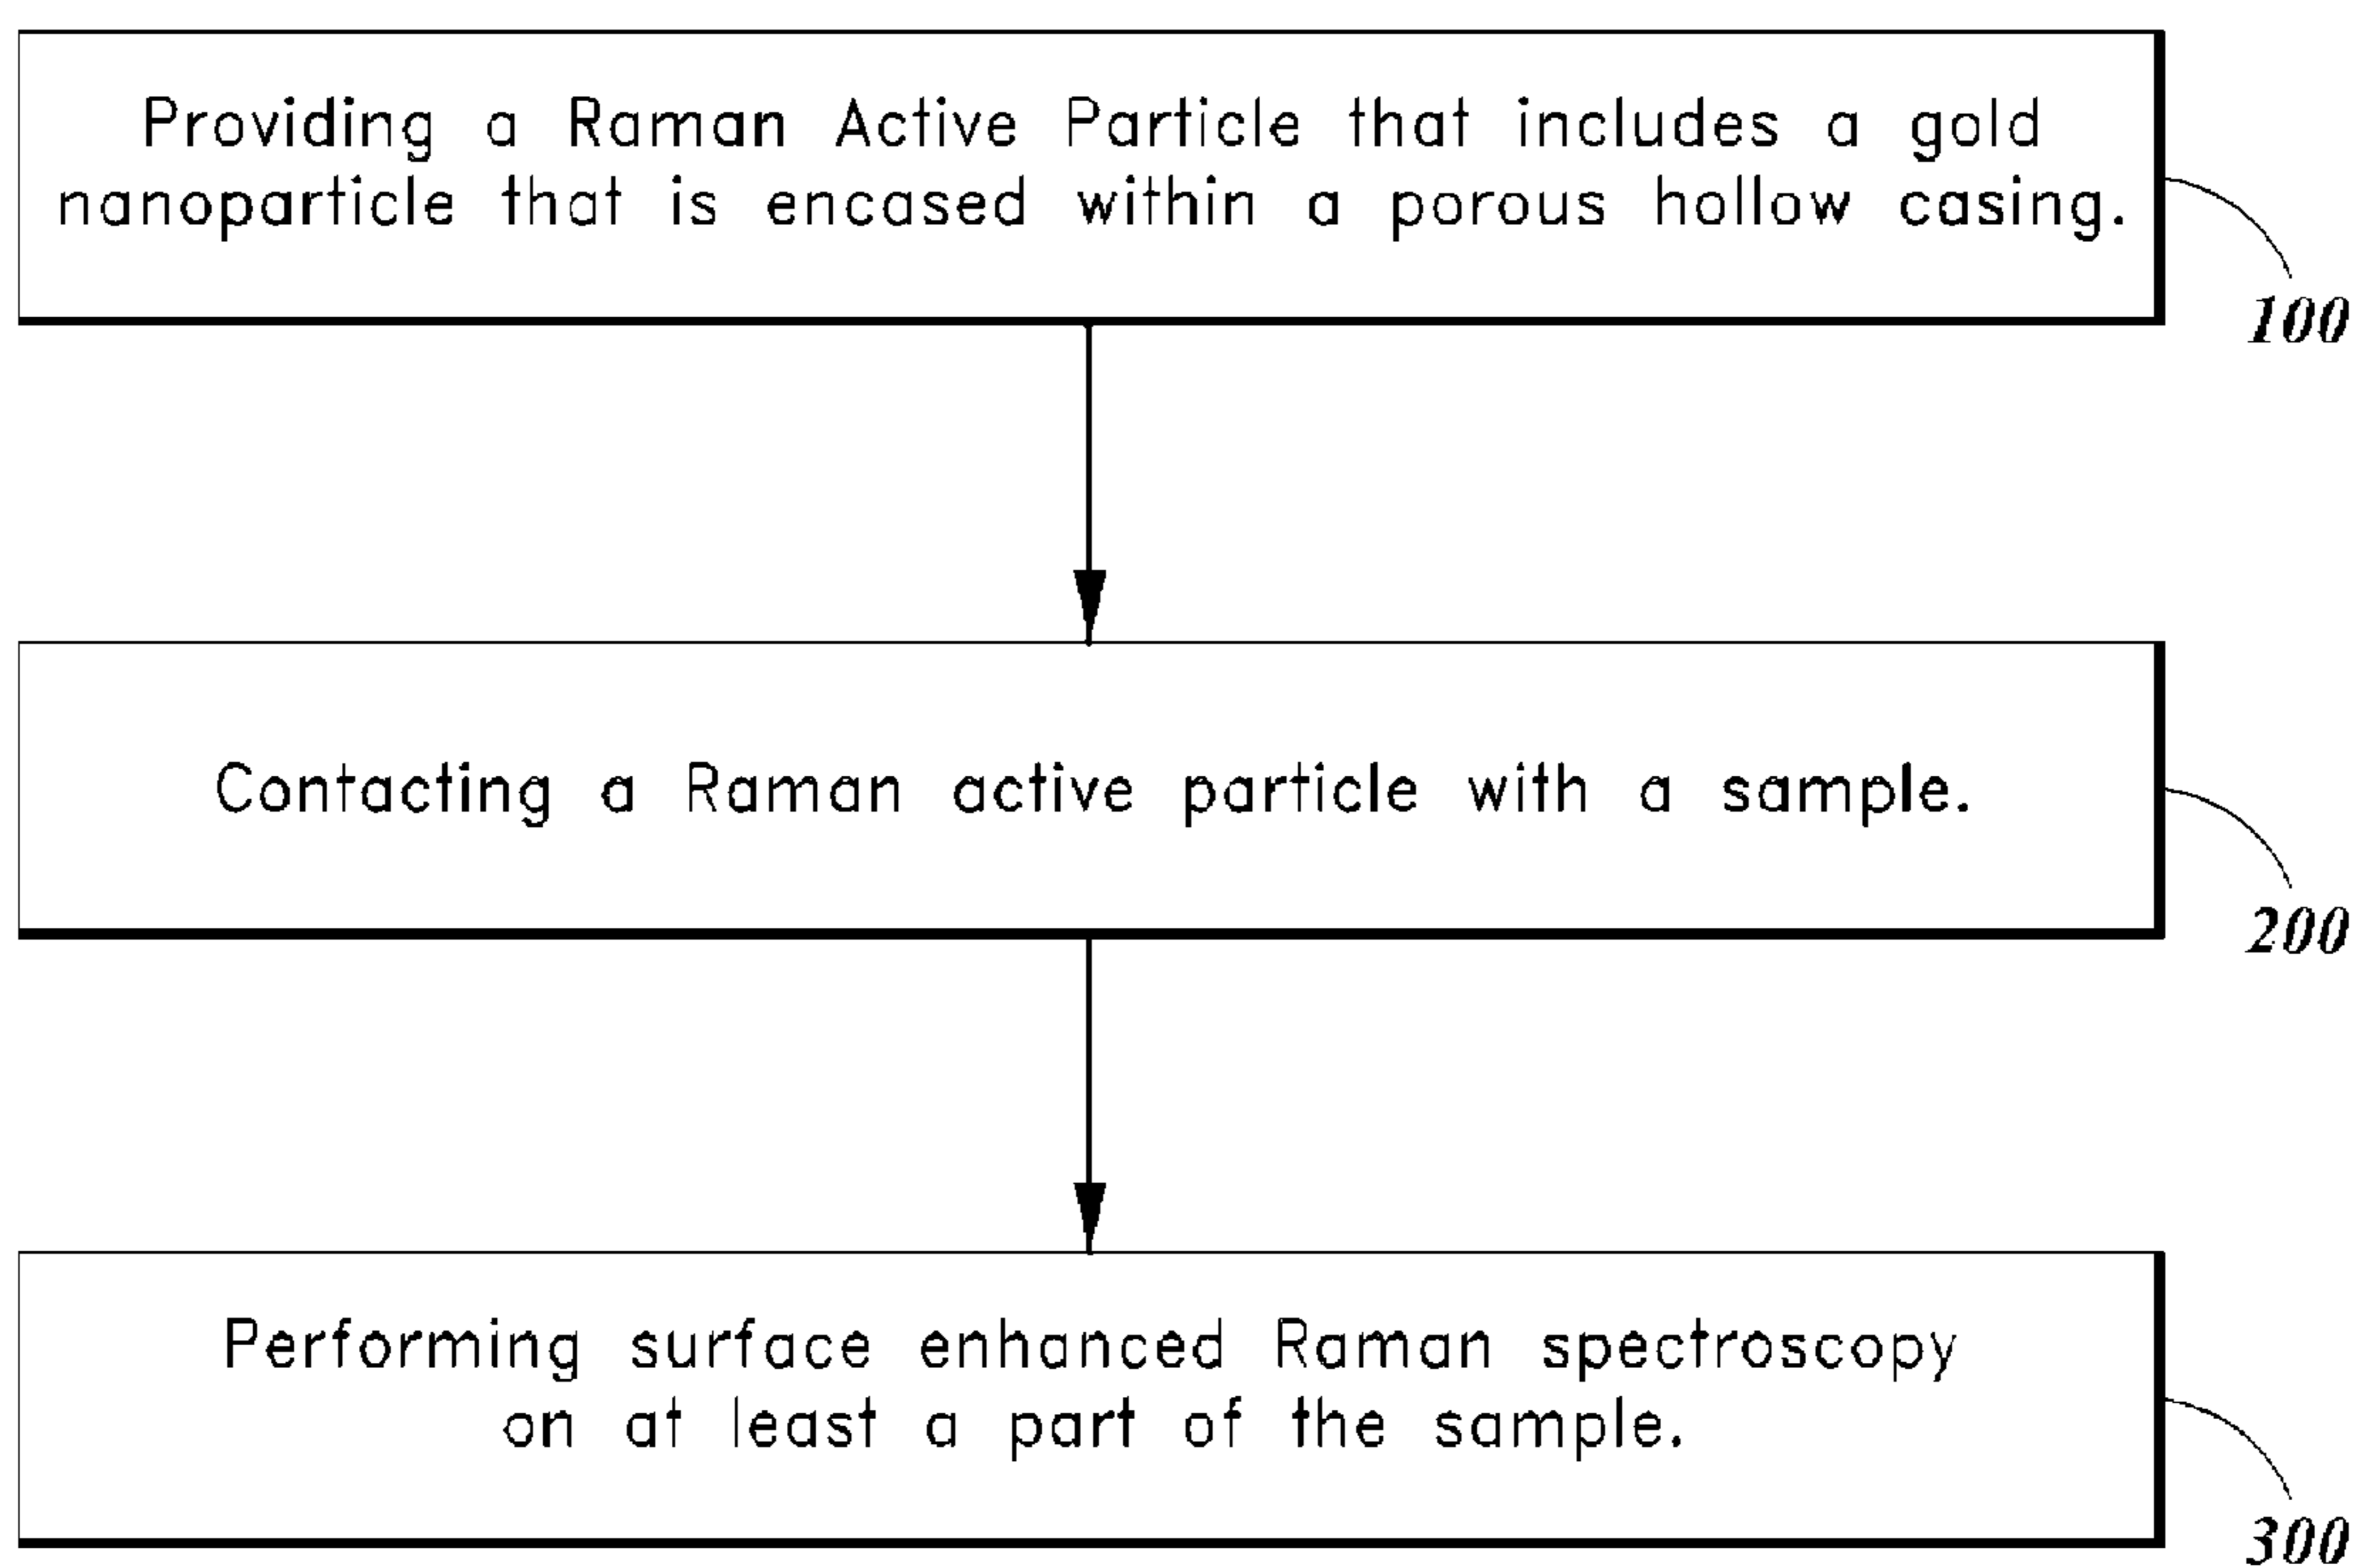 Providing a Raman Active Particle that includes a gold
nanoparticle that is encased within a porous hollow casing.
100
Contacting a Raman active particle with a sample.
200
Performing surface enhanced Raman spectroscopy
on at least a part of the sample.
300